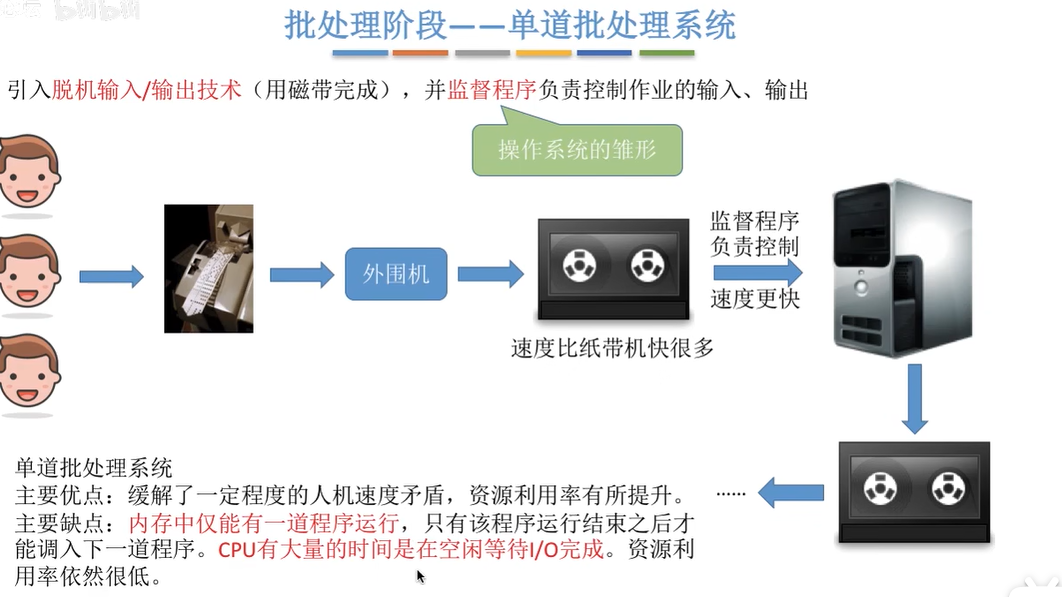 批处理阶段——单道批处理系统
引入脱机输入/输出技术（用磁带完成），并监督程序负责控制作业的输入、输出
操作系统的雏形
外围机
监督程序
负责控制
速度更快
速度比纸带机快很多
......
单道批处理系统
主要优点：缓解了一定程度的人机速度矛盾，资源利用率有所提升。
主要缺点：内存中仅能有一道程序运行，只有该程序运行结束之后才
能调入下一道程序。CPU有大量的时间是在空闲等待I/O完成。资源利
用率依然很低。